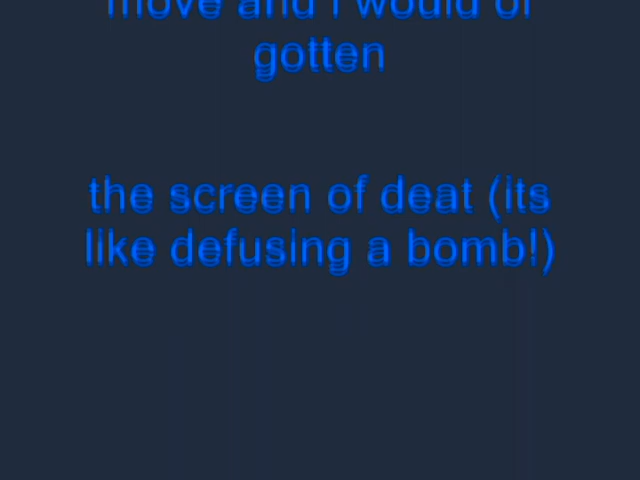 move and i would of
gotten
the screen of deat (its
like defusing a bomb!)